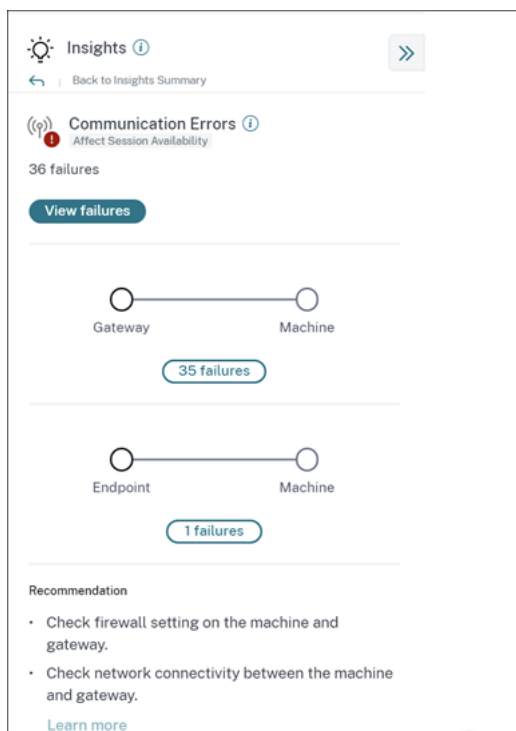 Insights
Back to Insights Summary
Communication Errors
Affect Session Availability
36 failures
View failures
Gateway
Machine
35 failures
Endpoint
Machine
1 failures
Recommendation
• Check firewall setting on the machine and
gateway.
• Check network connectivity between the machine
and gateway.
Learn more